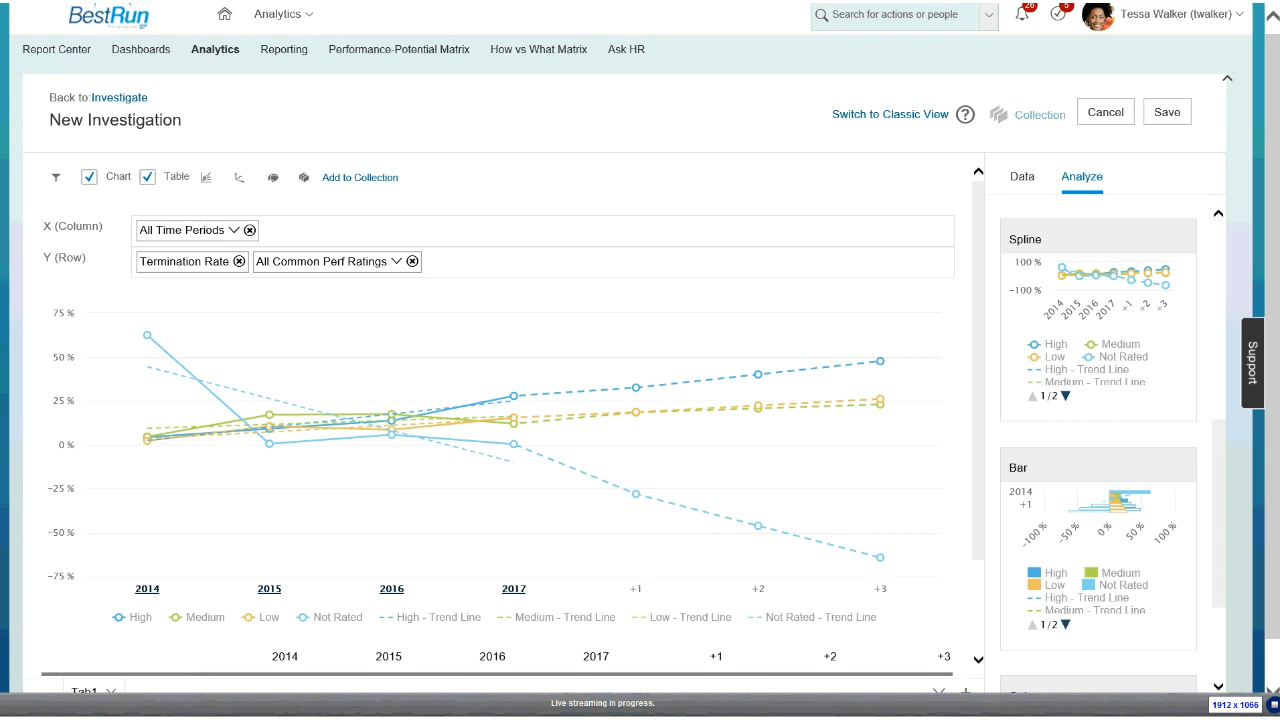 BestRun
Analytics
Search for actions or people
26
5
Tessa Walker (twalker)
Report Center Dashboards Analytics Reporting Performance-Potential Matrix How vs What Matrix Ask HR
Back to:Investigate
New Investigation
Switch to Classic View ? Collection Cancel Save
Chart Table Add to Collection
Data Analyze
X (Column) All Time Periods
Y (Row) Termination Rate All Common Perf Ratings
75 %
50 %
25 %
0 %
−25 %
−50 %
−75 %
2014 2015 2016 2017 +1 +2 +3
High Medium Low Not Rated High - Trend Line Medium - Trend Line Low - Trend Line Not Rated - Trend Line
2014 2015 2016 2017 +1 +2 +3
Tab1
Spline
100 %
−100 %
2014 2015 2016 2017 +1 +2 +3
High Medium
Low Not Rated
High - Trend Line
Medium - Trend Line
1/2
Bar
2014
+1
-100 % -50 % 0 % 50 % 100 %
High Medium
Low Not Rated
High - Trend Line
Medium - Trend Line
1/2
Support
Live streaming in progress.
1912 x 1066